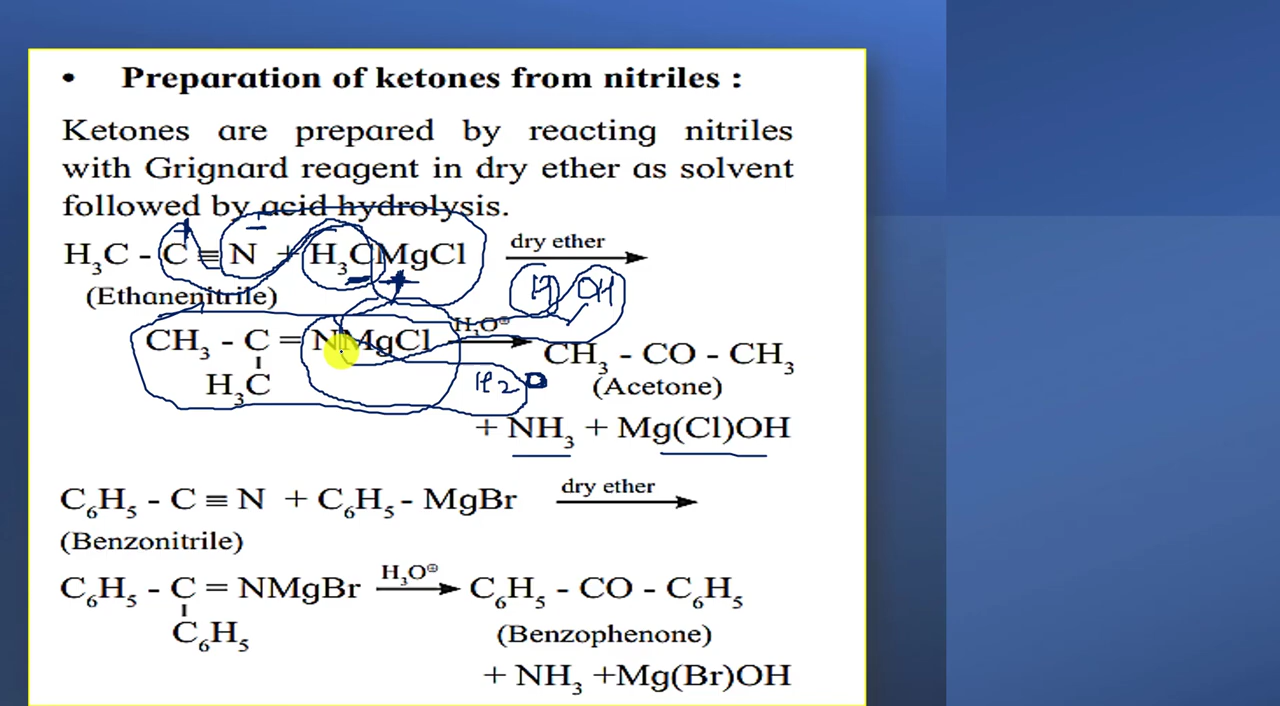 • Preparation of ketones from nitriles :
Ketones are prepared by reacting nitriles
with Grignard reagent in dry ether as solvent
followed by acid hydrolysis.
H₃C - C ≡ N + H₃CMgCl dry ether
(Ethanenitrile)
H OH
CH₃ - C = NMgCl H₃O⊕ CH₃ - CO - CH₃
H₃C H₂O (Acetone)
+ NH₃ + Mg(Cl)OH
C₆H₅ - C ≡ N + C₆H₅ - MgBr dry ether
(Benzonitrile)
C₆H₅ - C = NMgBr H₃O⊕ C₆H₅ - CO - C₆H₅
C₆H₅ (Benzophenone)
+ NH₃ +Mg(Br)OH